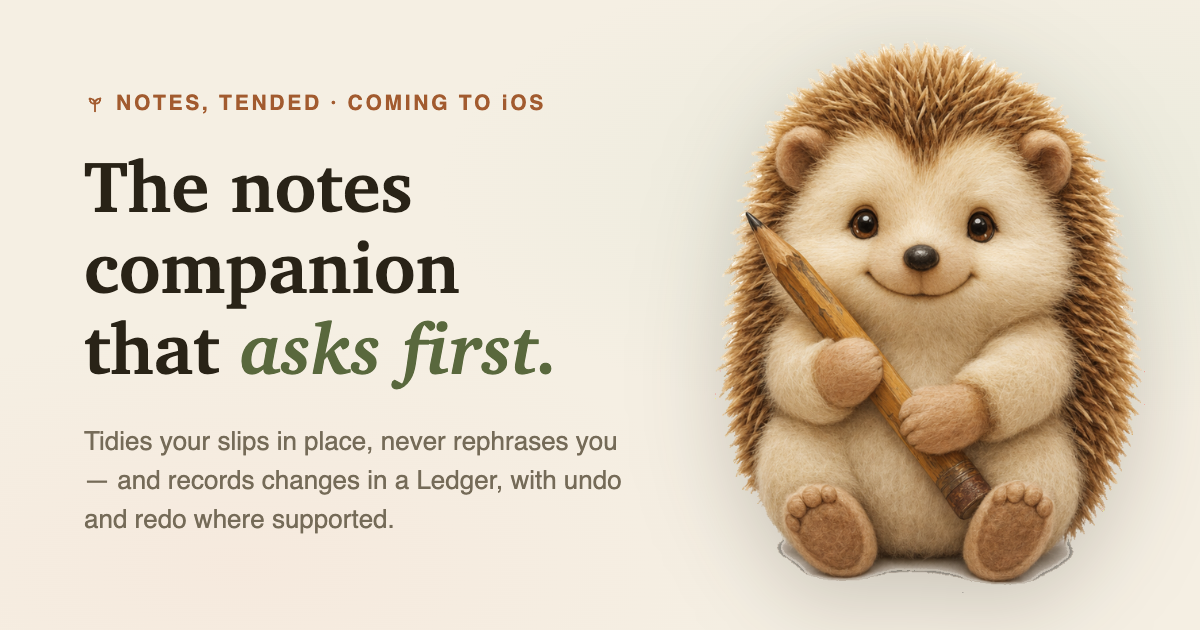 NOTES, TENDED · COMING TO iOS
The notes
companion
that asks first.
Tidies your slips in place, never rephrases you
— and records changes in a Ledger, with undo
and redo where supported.